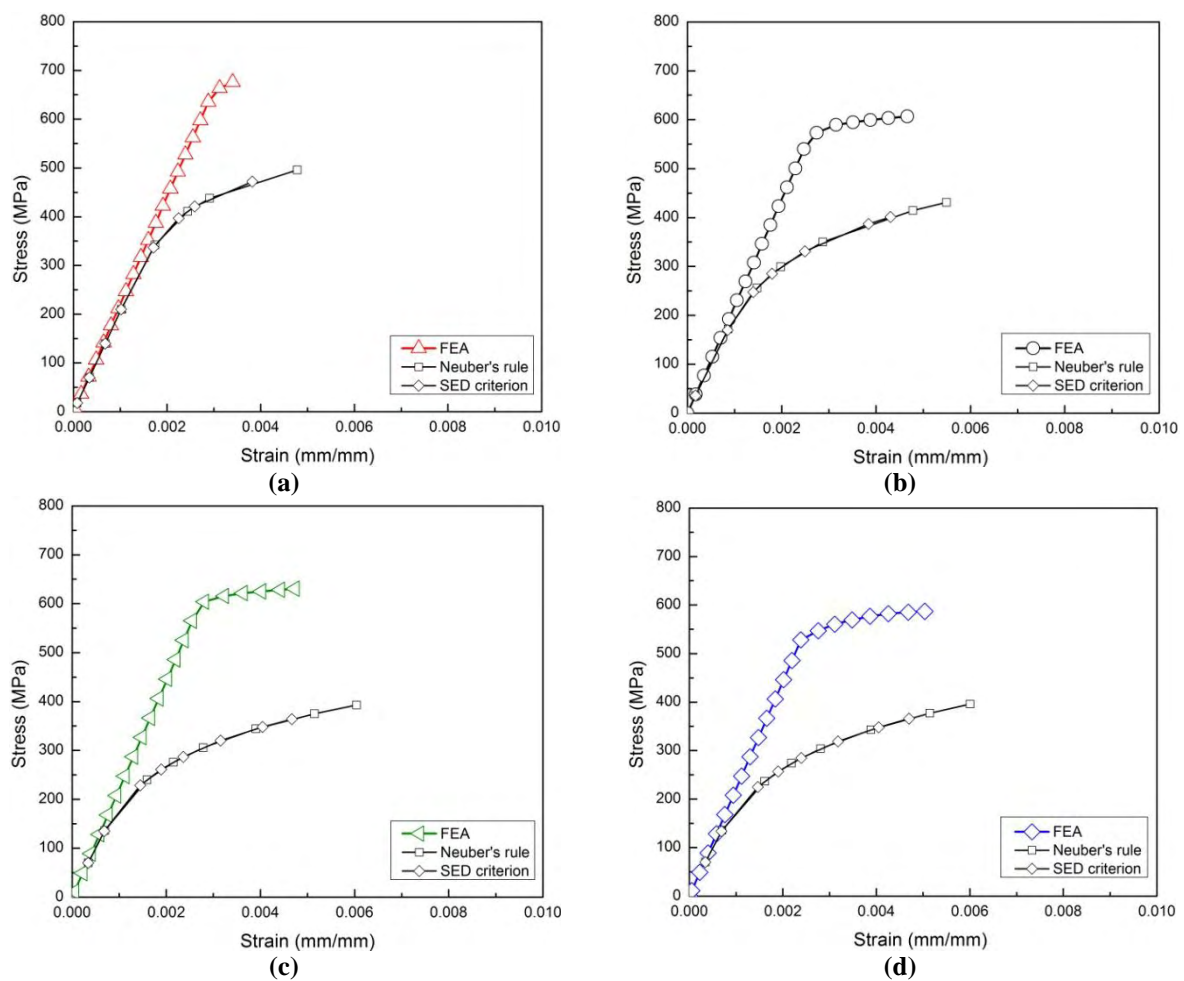 800
700
600
500
400
300
200
100
0
Stress (MPa)
0.000 0.002 0.004 0.006 0.008 0.010
Strain (mm/mm)
FEA
Neuber's rule
SED criterion
(a)
800
700
600
500
400
300
200
100
0
Stress (MPa)
0.000 0.002 0.004 0.006 0.008 0.010
Strain (mm/mm)
FEA
Neuber's rule
SED criterion
(b)
800
700
600
500
400
300
200
100
0
Stress (MPa)
0.000 0.002 0.004 0.006 0.008 0.010
Strain (mm/mm)
FEA
Neuber's rule
SED criterion
(c)
800
700
600
500
400
300
200
100
0
Stress (MPa)
0.000 0.002 0.004 0.006 0.008 0.010
Strain (mm/mm)
FEA
Neuber's rule
SED criterion
(d)